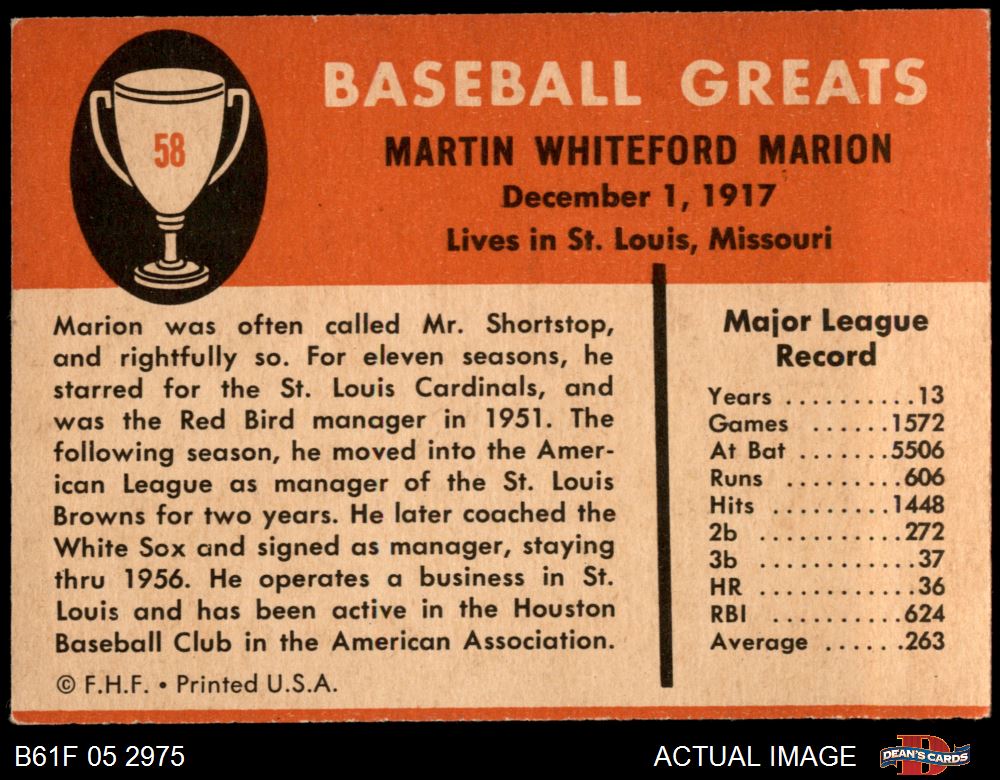 58
BASEBALL GREATS
MARTIN WHITEFORD MARION
December 1, 1917
Lives in St. Louis, Missouri
Marion was often called Mr. Shortstop,
and rightfully so. For eleven seasons, he
starred for the St. Louis Cardinals, and
was the Red Bird manager in 1951. The
following season, he moved into the Amer-
ican League as manager of the St. Louis
Browns for two years. He later coached the
White Sox and signed as manager, staying
thru 1956. He operates a business in St.
Louis and has been active in the Houston
Baseball Club in the American Association.
© F.H.F. • Printed U.S.A.
Major League
Record
Years ..........13
Games ......1572
At Bat .......5506
Runs .........606
Hits .........1448
2b ...........272
3b ............37
HR ............36
RBI ..........624
Average ......263
B61F 05 2975
ACTUAL IMAGE
DEAN'S CARDS